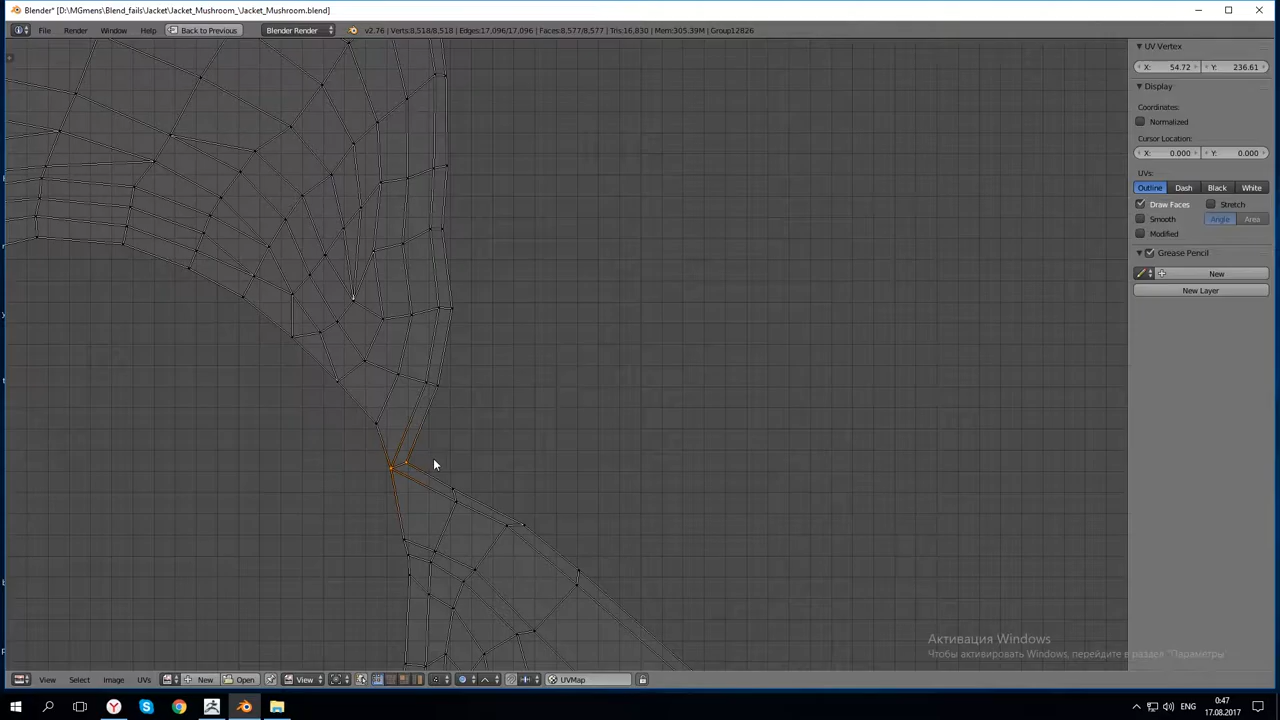 Blender* [D:\MGmens\Blend_fails\Jacket\Jacket_Mushroom_\Jacket_Mushroom.blend]
File Render Window Help Back to Previous Blender Render v2.76 | Verts:8,518/8,518 | Edges:17,096/17,096 | Faces:8,577/8,577 | Tris:16,830 | Mem:305.39M | Group12826
UV Vertex
X: 54.72 Y: 236.61
Display
Coordinates:
Normalized
Cursor Location:
X: 0.000 Y: 0.000
UVs:
Outline Dash Black White
Draw Faces Stretch
Smooth Angle Area
Modified
Grease Pencil
New
New Layer
Активация Windows
Чтобы активировать Windows, перейдите в раздел "Параметры
View Select Image UVs New Open View UVMap
ENG 0:47
17.08.2017